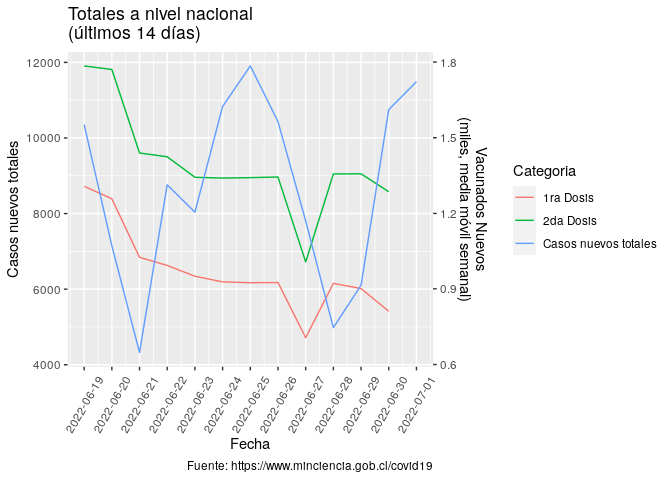 Totales a nivel nacional
(últimos 14 días)
Casos nuevos totales
12000
10000
8000
6000
4000
1.8
1.5
1.2
0.9
0.6
Vacunados Nuevos
(miles, media móvil semanal)
2022-06-19
2022-06-20
2022-06-21
2022-06-22
2022-06-23
2022-06-24
2022-06-25
2022-06-26
2022-06-27
2022-06-28
2022-06-29
2022-06-30
2022-07-01
Fecha
Categoria
1ra Dosis
2da Dosis
Casos nuevos totales
Fuente: https://www.minciencia.gob.cl/covid19